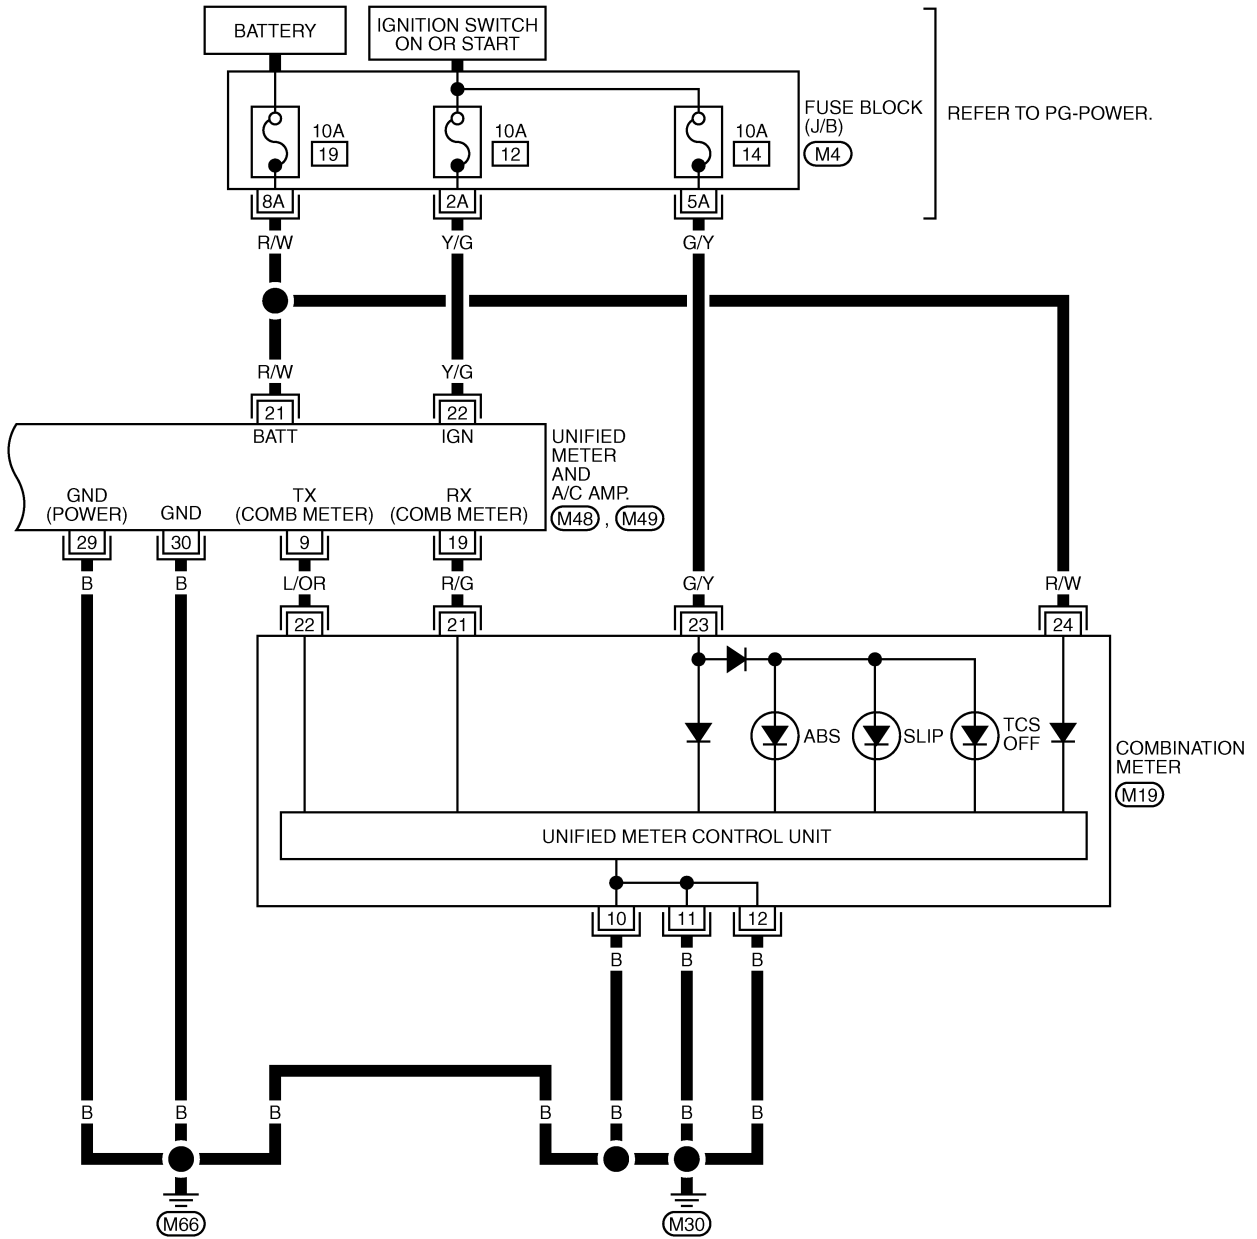 BATTERY
IGNITION SWITCH
ON OR START
10A
19
10A
12
10A
14
FUSE BLOCK
(J/B)
M4
REFER TO PG-POWER.
8A
2A
5A
R/W
Y/G
G/Y
R/W
Y/G
21
22
BATT
IGN
UNIFIED
METER
AND
A/C AMP.
M48 , M49
GND
(POWER)
GND
TX
(COMB METER)
RX
(COMB METER)
29
30
9
19
B
B
L/OR
R/G
G/Y
R/W
22
21
23
24
ABS
SLIP
TCS
OFF
COMBINATION
METER
M19
UNIFIED METER CONTROL UNIT
10
11
12
B
B
B
B
B
B
B
B
B
B
M66
M30